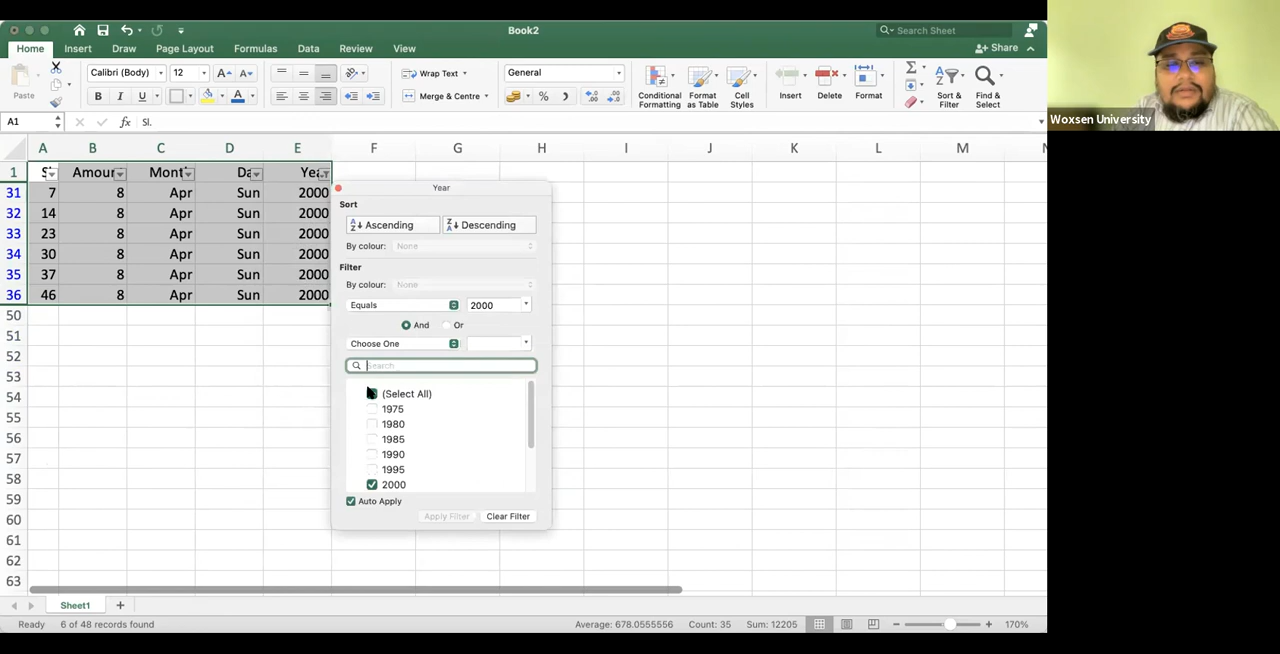 Book2
Search Sheet
Home Insert Draw Page Layout Formulas Data Review View
Share
Paste
Calibri (Body) 12
B I U
Wrap Text
Merge & Centre
General
Conditional Formatting
Format as Table
Cell Styles
Insert
Delete
Format
Sort & Filter
Find & Select
Woxsen University
A1 fx Sl.
A B C D E F G H I J K L M
1 Amoun Mont Da Yea
31 7 8 Apr Sun 2000
32 14 8 Apr Sun 2000
33 23 8 Apr Sun 2000
34 30 8 Apr Sun 2000
35 37 8 Apr Sun 2000
36 46 8 Apr Sun 2000
50
51
52
53
54
55
56
57
58
59
60
61
62
63
Year
Sort
Ascending Descending
By colour: None
Filter
By colour: None
Equals 2000
And Or
Choose One
Search
(Select All)
1975
1980
1985
1990
1995
2000
Auto Apply
Apply Filter Clear Filter
Sheet1
Ready 6 of 48 records found Average: 678.0555556 Count: 35 Sum: 12205 170%